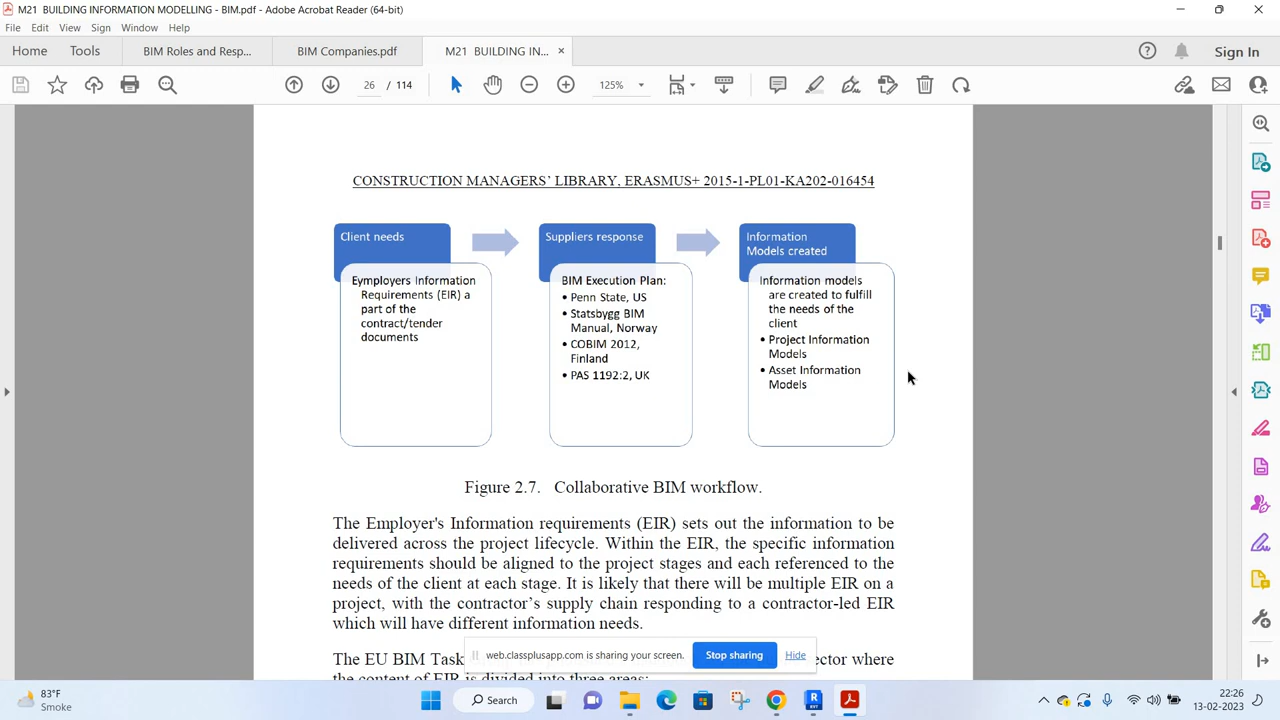 M21  BUILDING INFORMATION MODELLING - BIM.pdf - Adobe Acrobat Reader (64-bit)
File Edit View Sign Window Help
Home Tools BIM Roles and Resp... BIM Companies.pdf M21  BUILDING IN... Sign In
26 / 114 125%
CONSTRUCTION MANAGERS' LIBRARY, ERASMUS+ 2015-1-PL01-KA202-016454
Client needs
Eymployers Information
Requirements (EIR) a
part of the
contract/tender
documents
Suppliers response
BIM Execution Plan:
• Penn State, US
• Statsbygg BIM
Manual, Norway
• COBIM 2012,
Finland
• PAS 1192:2, UK
Information
Models created
Information models
are created to fulfill
the needs of the
client
• Project Information
Models
• Asset Information
Models
Figure 2.7.   Collaborative BIM workflow.
The Employer's Information requirements (EIR) sets out the information to be
delivered across the project lifecycle. Within the EIR, the specific information
requirements should be aligned to the project stages and each referenced to the
needs of the client at each stage. It is likely that there will be multiple EIR on a
project, with the contractor's supply chain responding to a contractor-led EIR
which will have different information needs.
web.classplusapp.com is sharing your screen. Stop sharing Hide
The EU BIM Task ector where
the content of EIR is divided into three areas:
83°F
Smoke
Search
22:26
13-02-2023